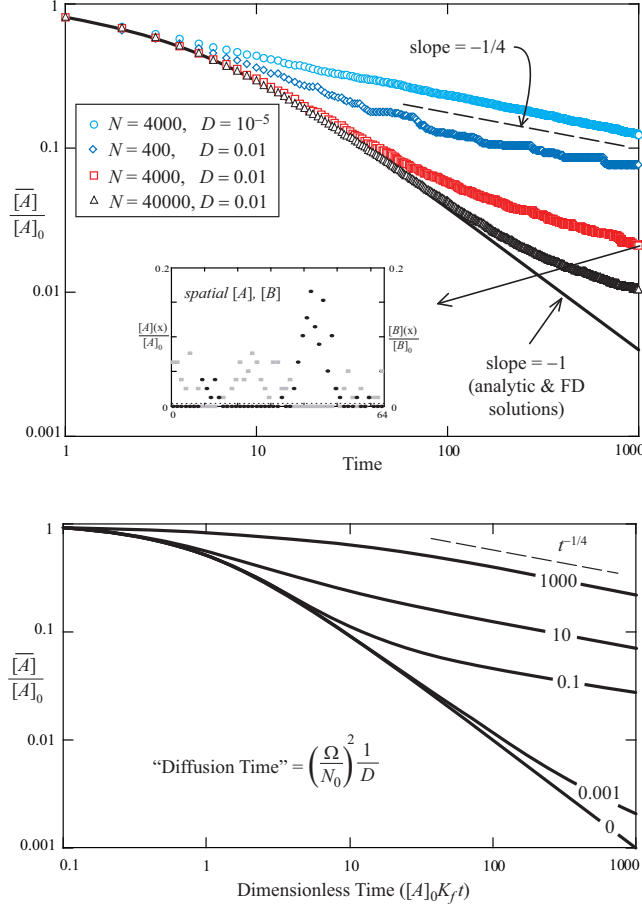 1
slope = –1/4
N = 4000, D = 10⁻⁵
N = 400, D = 0.01
N = 4000, D = 0.01
N = 40000, D = 0.01
0.1
[A]
[A]₀
0.2
0.2
spatial [A], [B]
[A](x)
[A]₀
[B](x)
[B]₀
0
0
0
64
0.01
slope = –1
(analytic & FD
solutions)
0.001
1
10
100
1000
Time
1
t⁻¹/⁴
1000
0.1
10
[A]
[A]₀
0.1
0.01
"Diffusion Time" = (Ω/N₀)² 1/D
0.001
0
0.001
0.1
1
10
100
1000
Dimensionless Time ([A]₀K_f t)